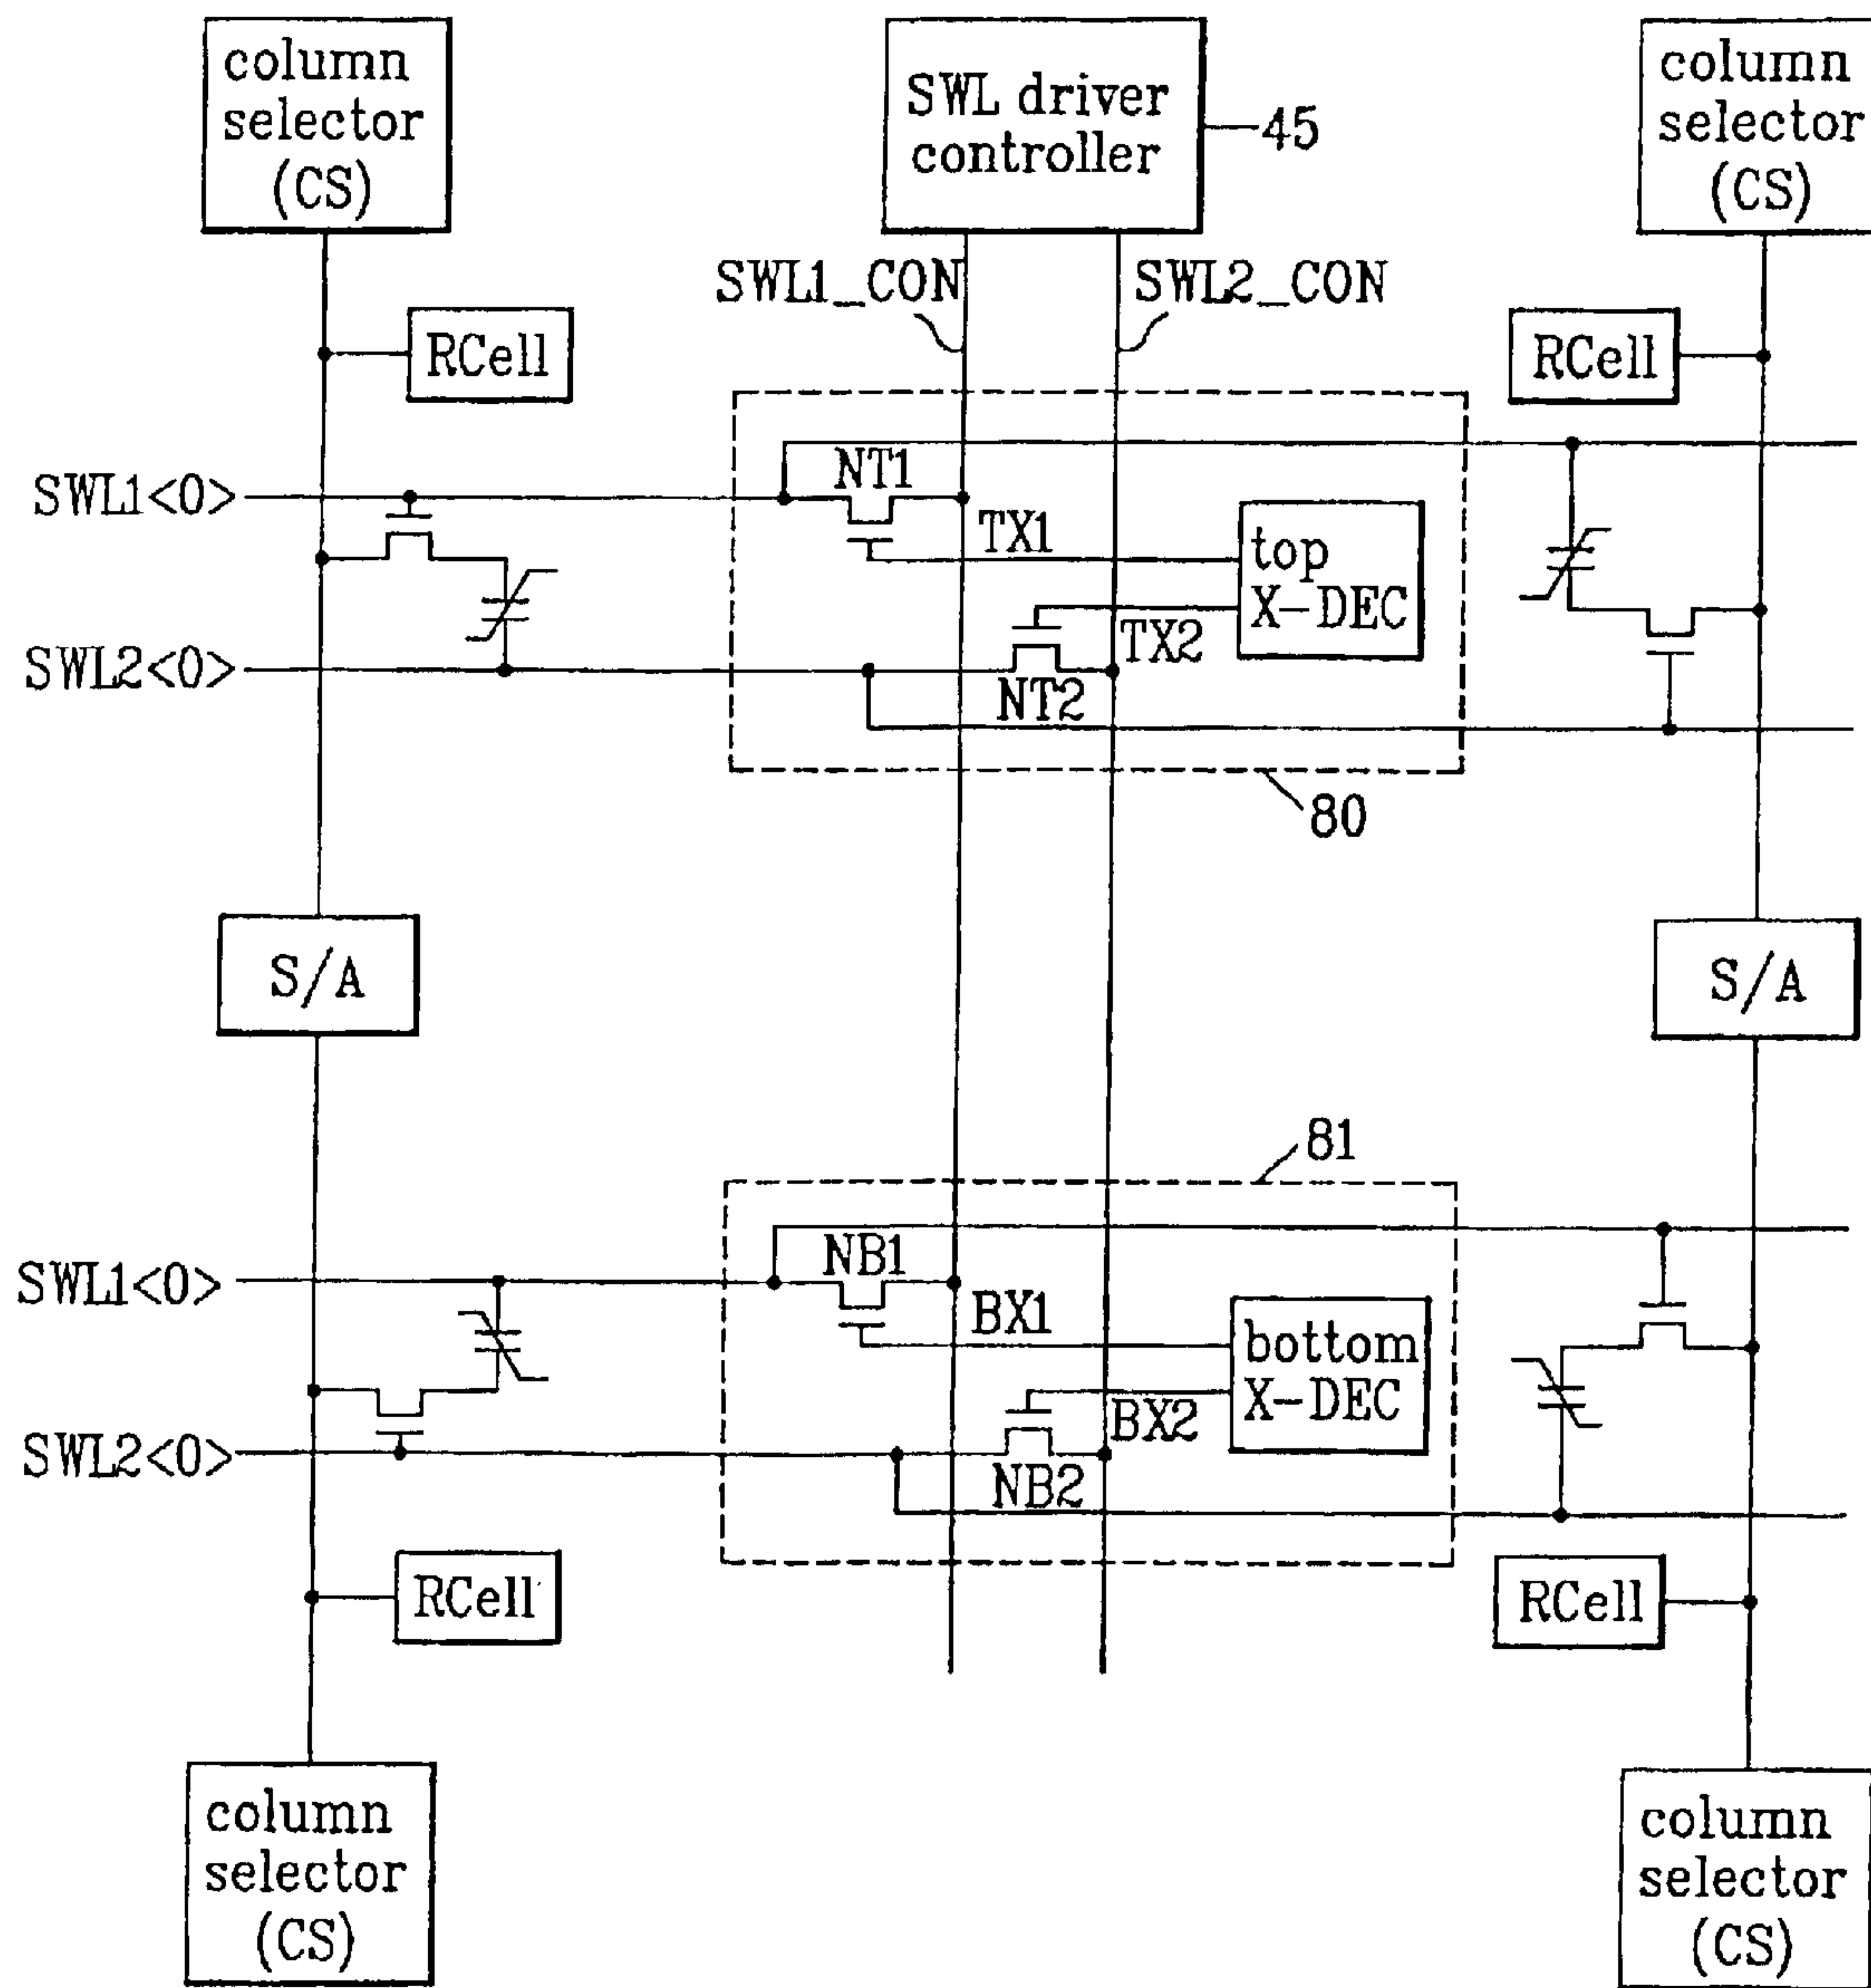 column
selector
(CS)
SWL driver
controller
45
column
selector
(CS)
SWL1_CON
SWL2_CON
RCell
RCell
SWL1<0>
NT1
TX1
top
X-DEC
SWL2<0>
TX2
NT2
80
S/A
S/A
81
SWL1<0>
NB1
BX1
bottom
X-DEC
SWL2<0>
BX2
NB2
RCell
RCell
column
selector
(CS)
column
selector
(CS)